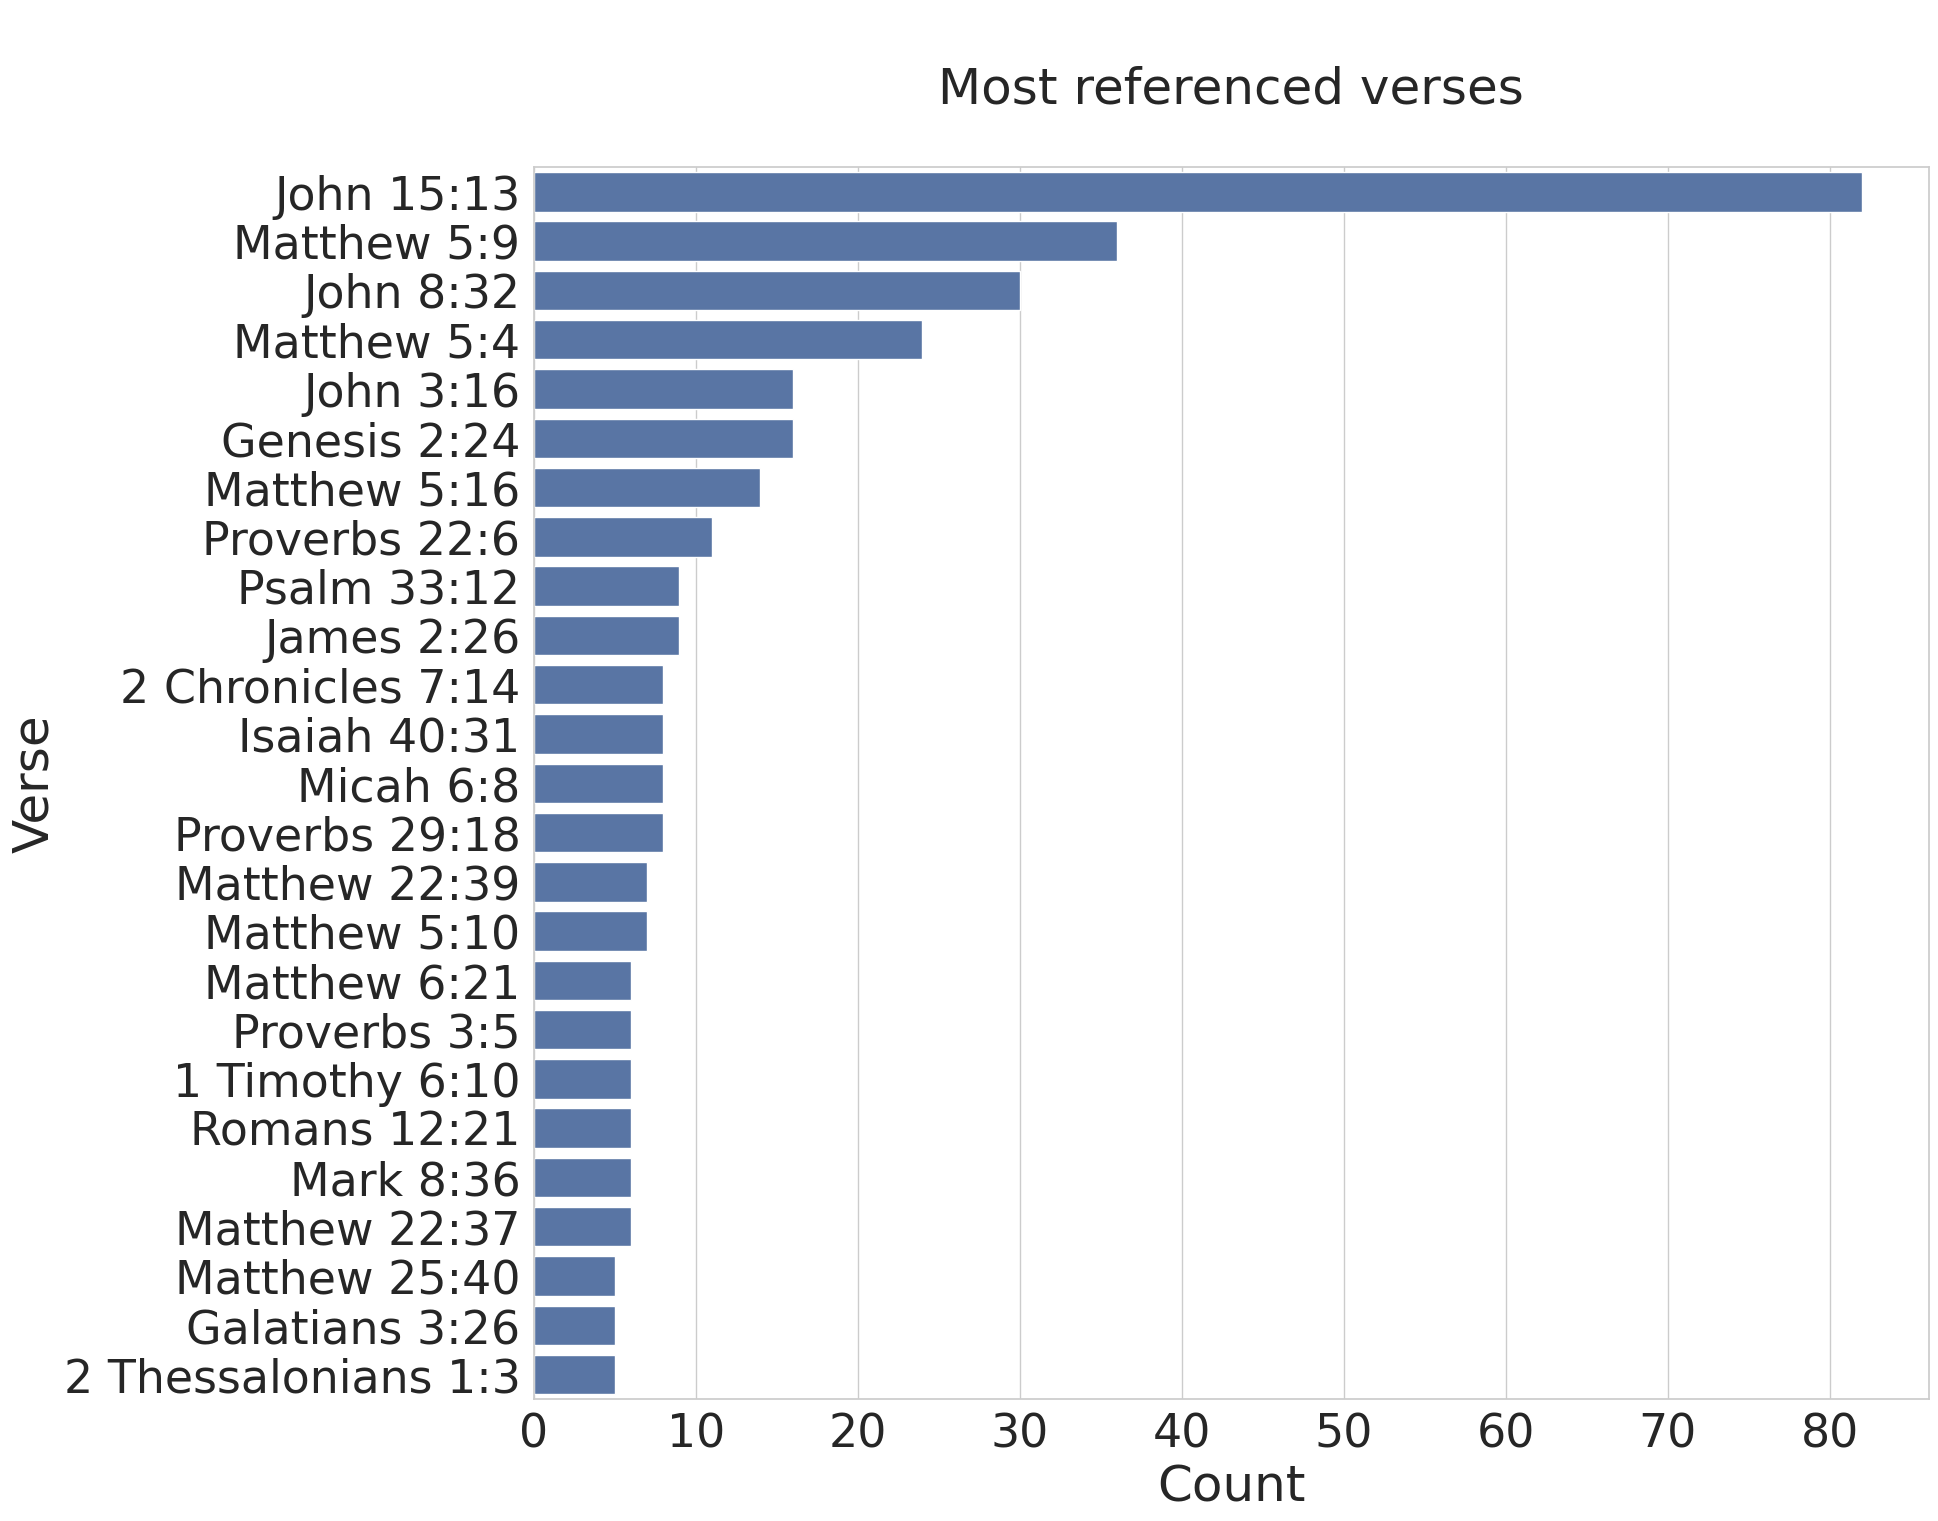 Most referenced verses
John 15:13
Matthew 5:9
John 8:32
Matthew 5:4
John 3:16
Genesis 2:24
Matthew 5:16
Proverbs 22:6
Psalm 33:12
James 2:26
2 Chronicles 7:14
Isaiah 40:31
Micah 6:8
Proverbs 29:18
Matthew 22:39
Matthew 5:10
Matthew 6:21
Proverbs 3:5
1 Timothy 6:10
Romans 12:21
Mark 8:36
Matthew 22:37
Matthew 25:40
Galatians 3:26
2 Thessalonians 1:3
Verse
0 10 20 30 40 50 60 70 80
Count